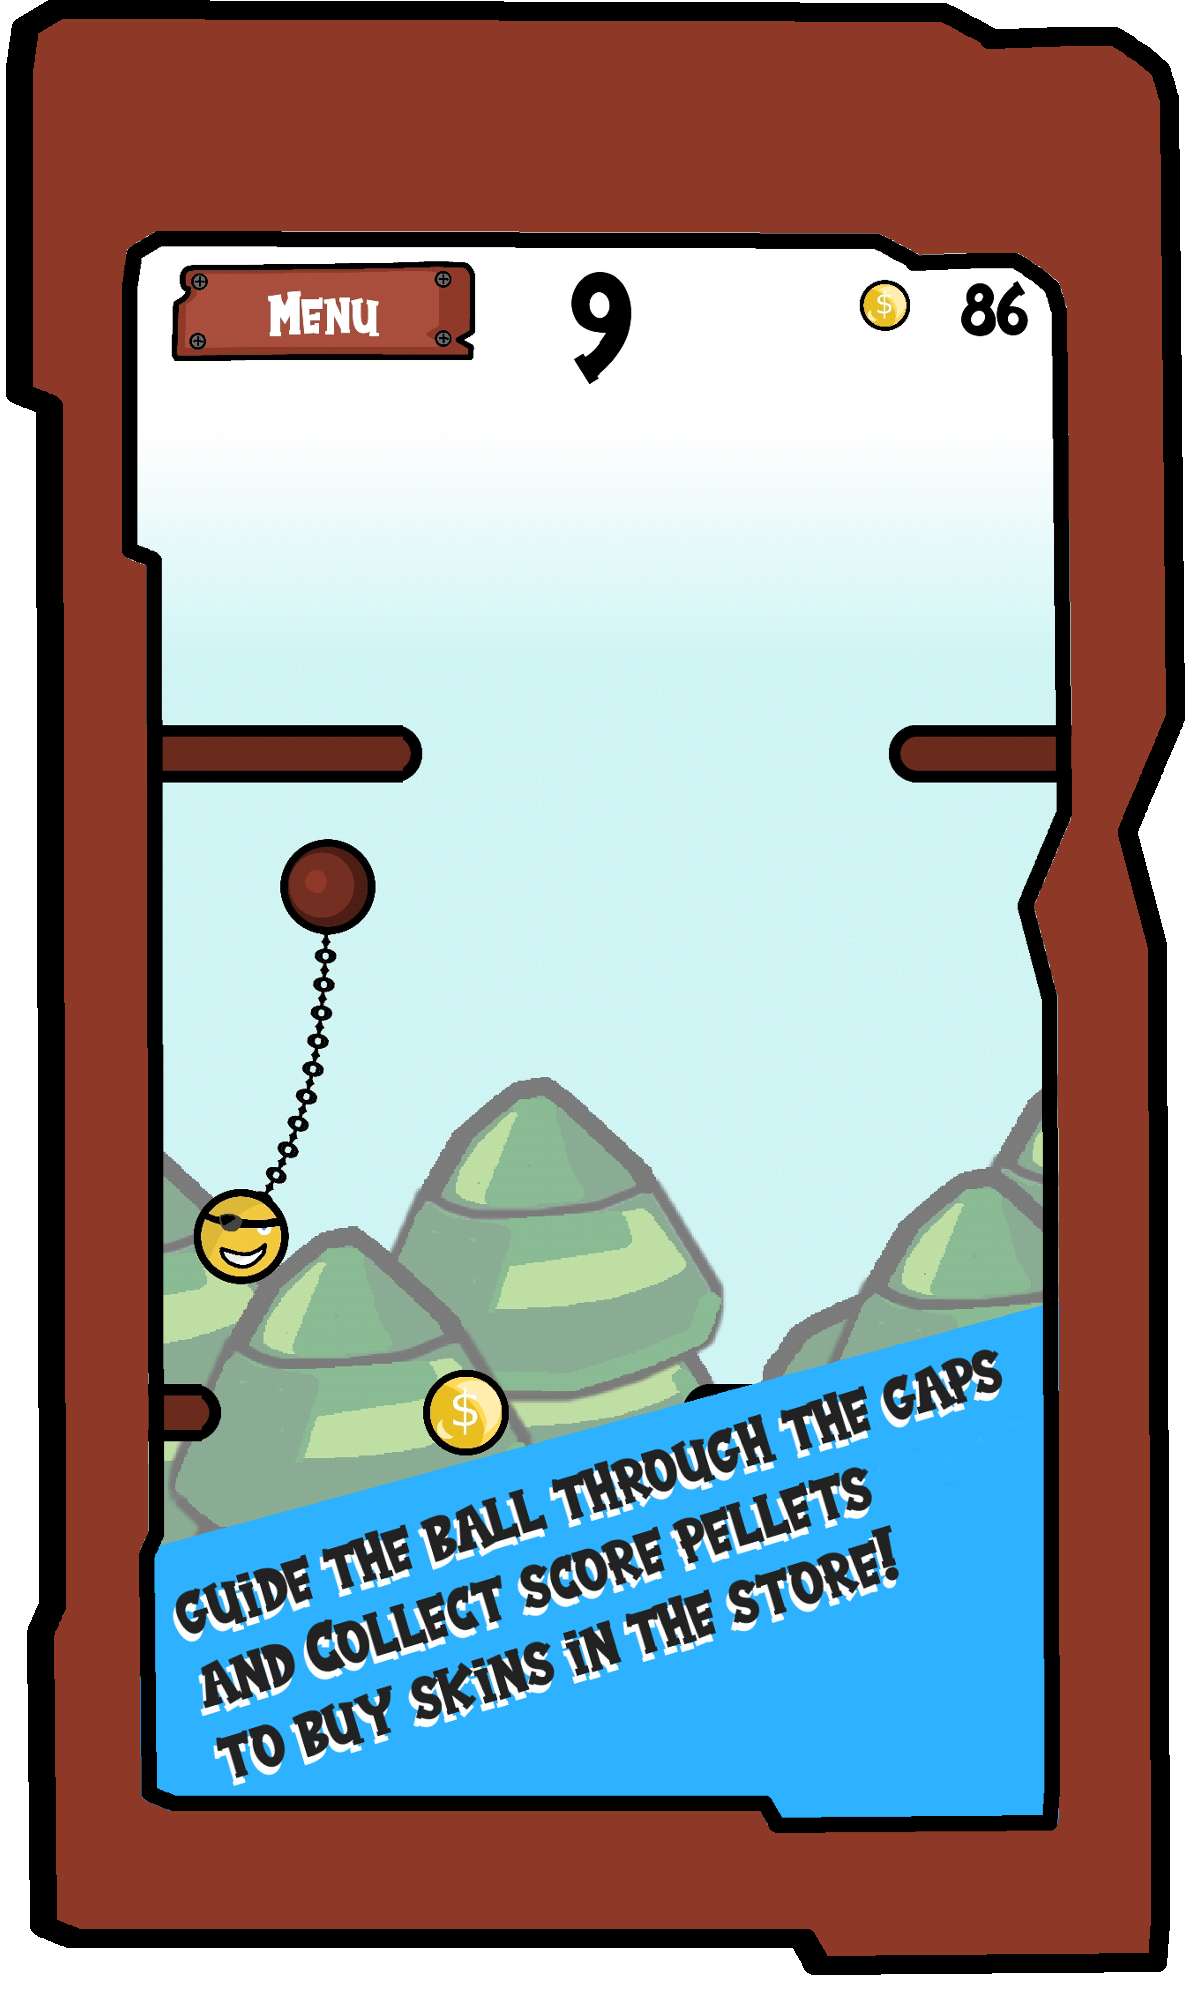 MENU
9
$ 86
$
GUIDE THE BALL THROUGH THE GAPS
AND COLLECT SCORE PELLETS
TO BUY SKINS IN THE STORE!